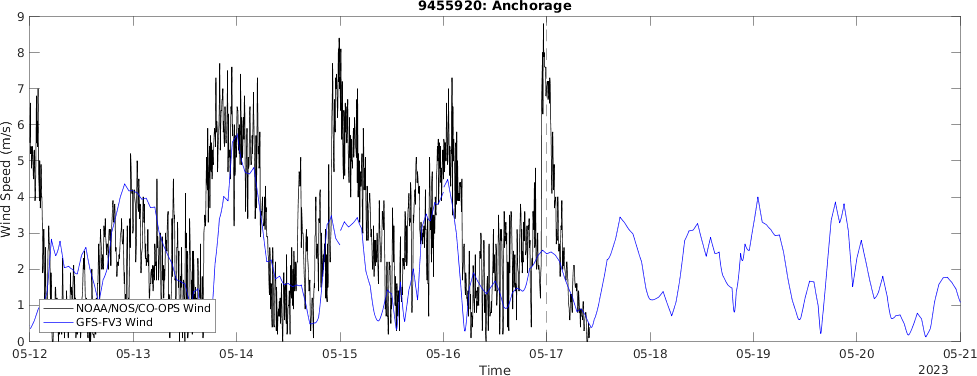 9455920: Anchorage
Wind Speed (m/s)
9
8
7
6
5
4
3
2
1
0
NOAA/NOS/CO-OPS Wind
GFS-FV3 Wind
05-12 05-13 05-14 05-15 05-16 05-17 05-18 05-19 05-20 05-21
Time
2023